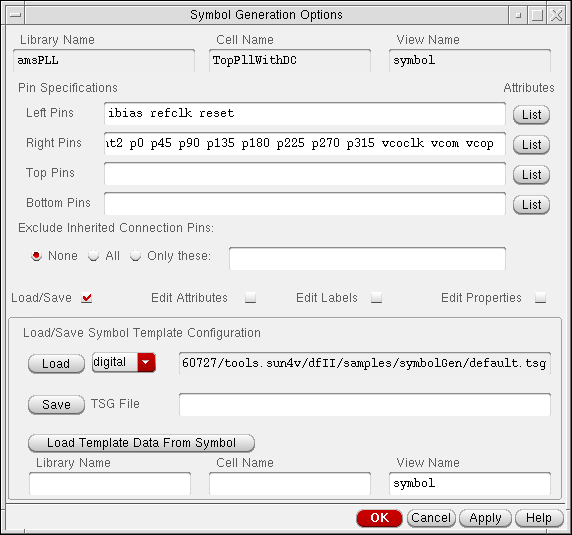 Symbol Generation Options
Library Name Cell Name View Name
amsPLL TopPllWithDC symbol
Pin Specifications Attributes
Left Pins ibias refclk reset List
Right Pins p0 p45 p90 p135 p180 p225 p270 p315 vcoclk vcom vcop List
Top Pins List
Bottom Pins List
Exclude Inherited Connection Pins:
None All Only these:
Load/Save Edit Attributes Edit Labels Edit Properties
Load/Save Symbol Template Configuration
Load digital 60727/tools.sun4v/dfII/samples/symbolGen/default.tsg
Save TSG File
Load Template Data From Symbol
Library Name Cell Name View Name
symbol
OK Cancel Apply Help